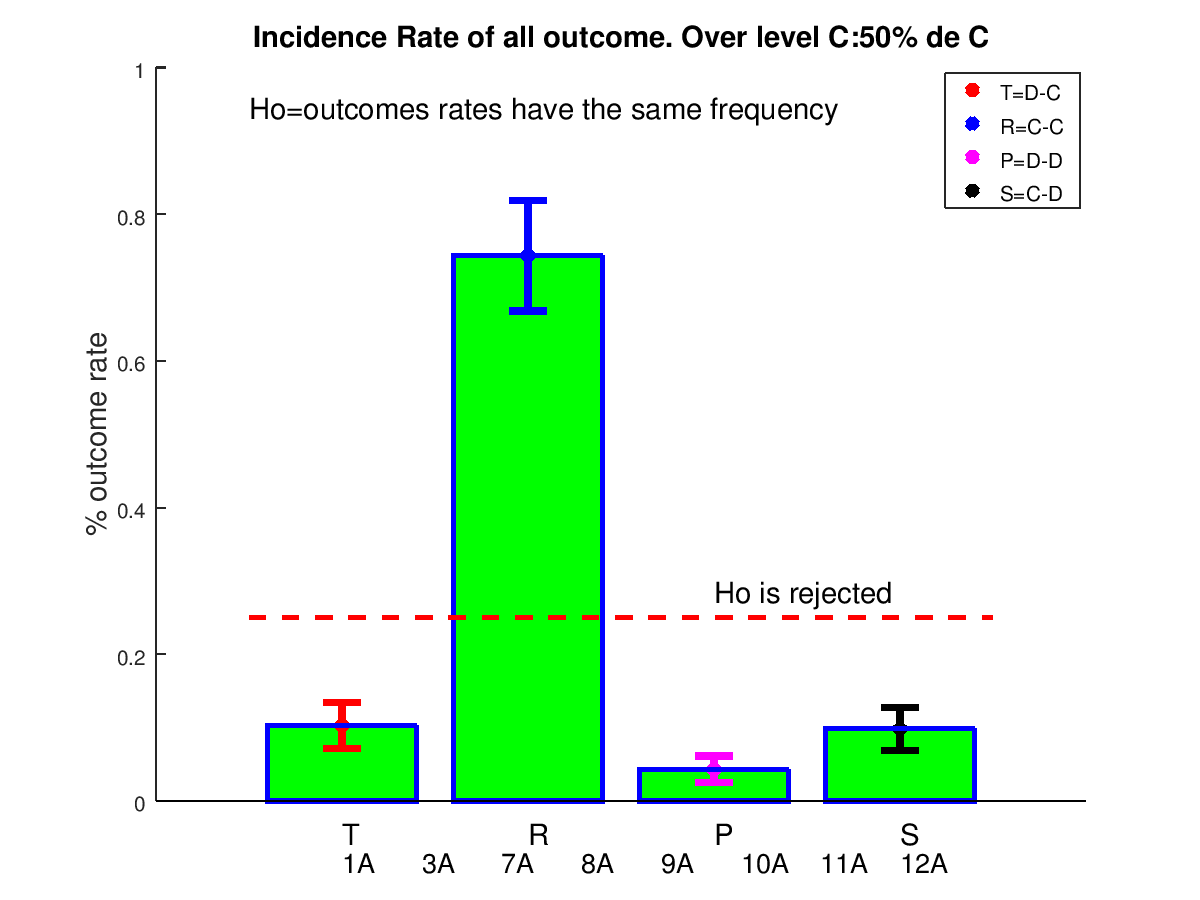 Incidence Rate of all outcome. Over level C:50% de C
Ho=outcomes rates have the same frequency
T=D-C
R=C-C
P=D-D
S=C-D
1
0.8
0.6
0.4
0.2
0
% outcome rate
Ho is rejected
T R P S
1A 3A 7A 8A 9A 10A 11A 12A